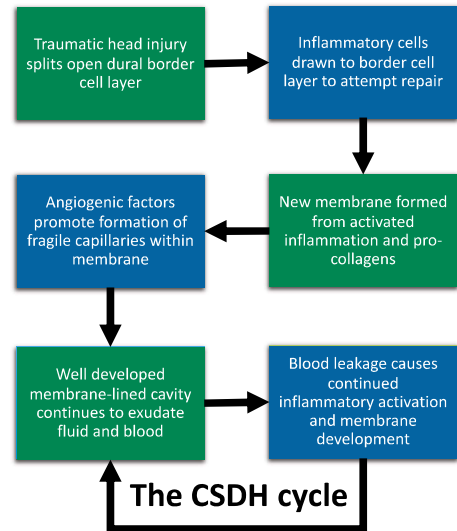 Traumatic head injury
splits open dural border
cell layer
Inflammatory cells
drawn to border cell
layer to attempt repair
New membrane formed
from activated
inflammation and pro-
collagens
Angiogenic factors
promote formation of
fragile capillaries within
membrane
Well developed
membrane-lined cavity
continues to exudate
fluid and blood
Blood leakage causes
continued
inflammatory activation
and membrane
development
The CSDH cycle